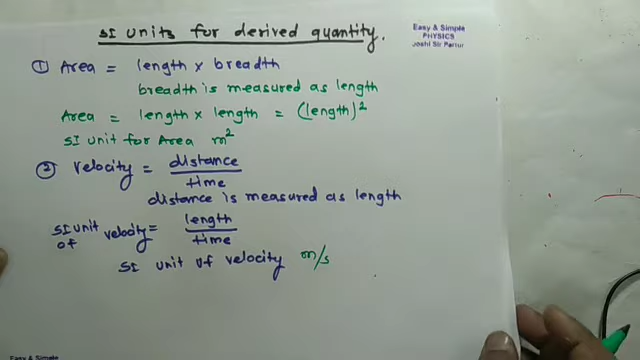 SI Units for derived quantity.
Easy & Simple
PHYSICS
Joshi Sir Partur
① Area = length × breadth
breadth is measured as length
Area = length × length = (length)²
SI unit for Area m²
② Velocity = distance / time
distance is measured as length
SI unit of velocity = length / time
SI unit of velocity m/s
Easy & Simple